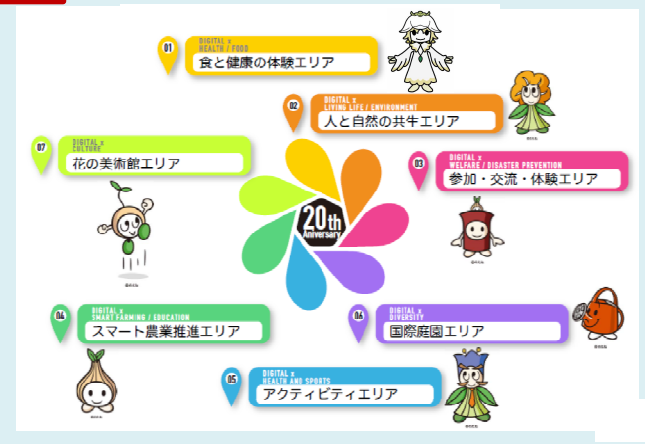 01
DIGITAL x
HEALTH / FOOD
食と健康の体験エリア
02
DIGITAL x
LIVING LIFE / ENVIRONMENT
人と自然の共生エリア
07
DIGITAL x
CULTURE
花の美術館エリア
03
DIGITAL x
WELFARE / DISASTER PREVENTION
参加・交流・体験エリア
20th
Aniversary
DIGITAL x
SMART FARMING / EDUCATION
スマート農業推進エリア
DIGITAL x
DIVERSITY
国際庭園エリア
05
DIGITAL x
HEALTH AND SPORTS
アクティビティエリア